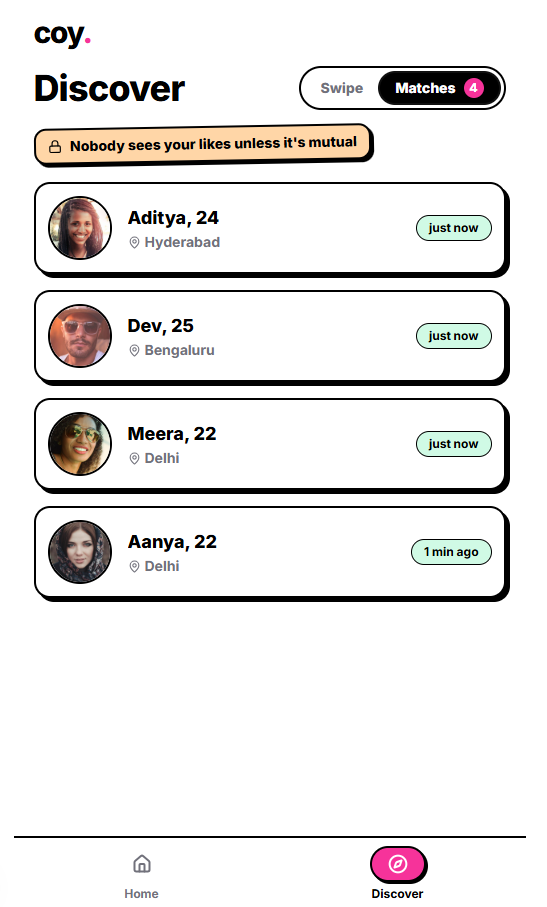 coy.
Discover
Swipe
Matches 4
Nobody sees your likes unless it's mutual
Aditya, 24
Hyderabad
just now
Dev, 25
Bengaluru
just now
Meera, 22
Delhi
just now
Aanya, 22
Delhi
1 min ago
Home
Discover